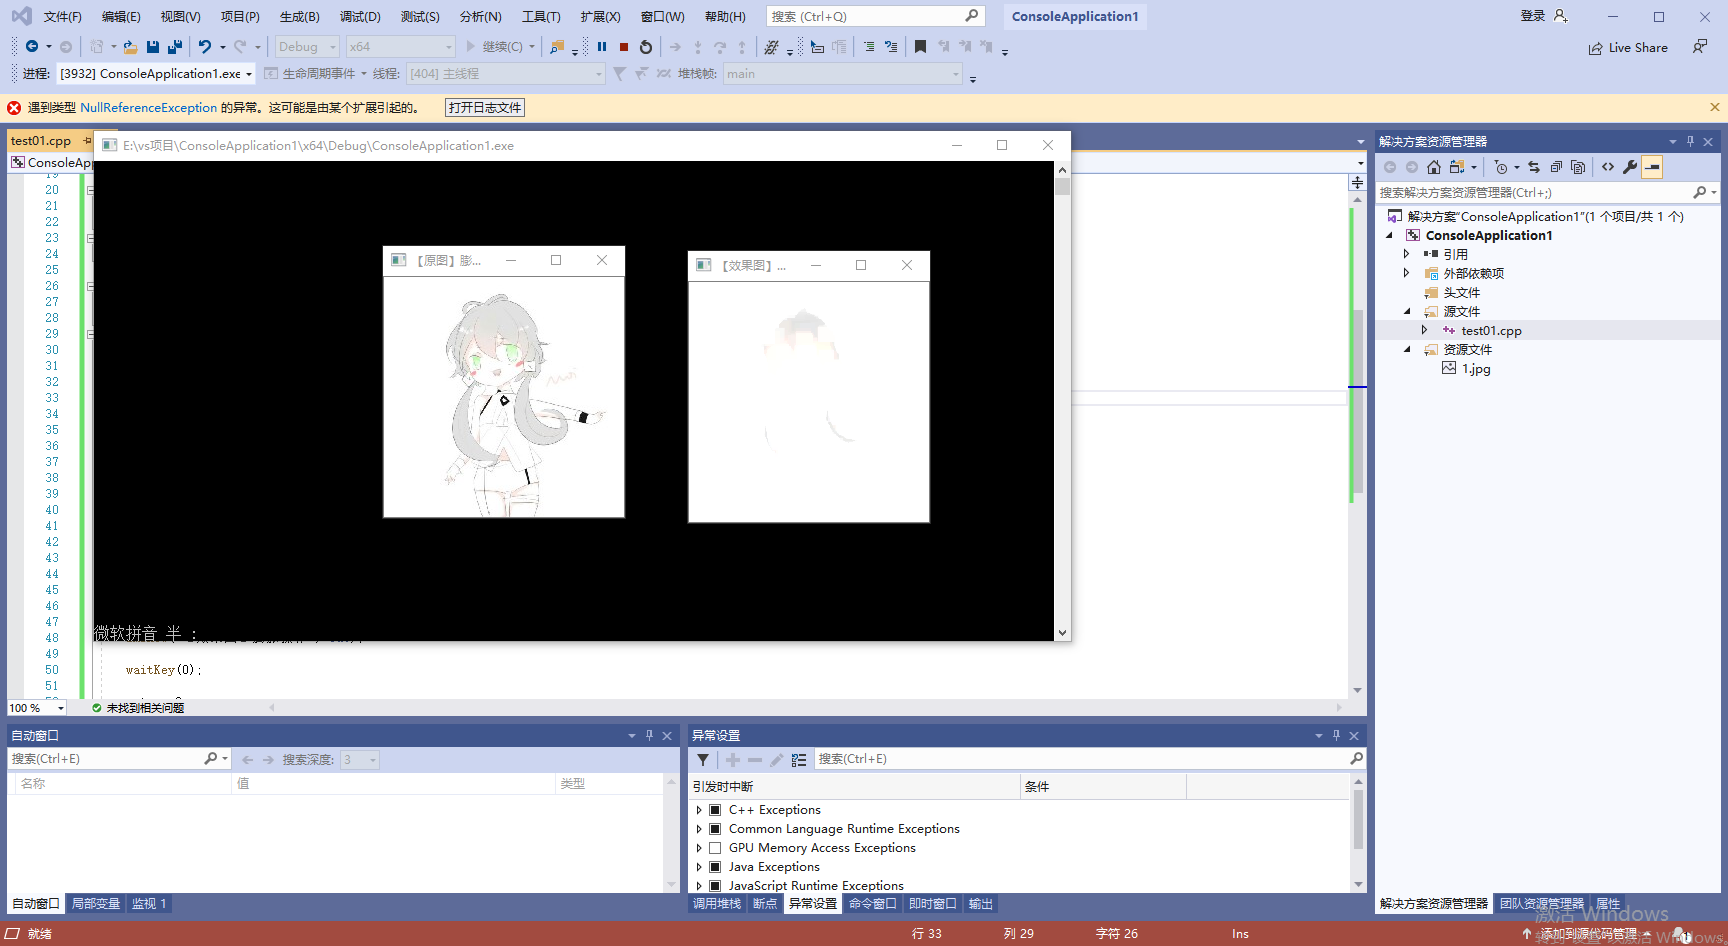 文件(F) 编辑(E) 视图(V) 项目(P) 生成(B) 调试(D) 测试(S) 分析(N) 工具(T) 扩展(X) 窗口(W) 帮助(H) 搜索 (Ctrl+Q) ConsoleApplication1 登录
Debug x64 继续(C) Live Share
进程: [3932] ConsoleApplication1.exe 生命周期事件 线程: [404] 主线程 堆栈帧: main
遇到类型 NullReferenceException 的异常。这可能是由某个扩展引起的。 打开日志文件
test01.cpp
E:\vs项目\ConsoleApplication1\x64\Debug\ConsoleApplication1.exe
ConsoleApp
19
20
21
22
23
24
25
26
27
28
29
30
31
32
33
34
35
36
37
38
39
40
41
42
43
44
45
46
47
48
49
50 waitKey(0);
51
【原图】膨...
【效果图】...
微软拼音 半 :
100 % 未找到相关问题
解决方案资源管理器
搜索解决方案资源管理器(Ctrl+;)
解决方案"ConsoleApplication1"(1 个项目/共 1 个)
ConsoleApplication1
引用
外部依赖项
头文件
源文件
test01.cpp
资源文件
1.jpg
自动窗口
搜索(Ctrl+E) 搜索深度: 3
名称 值 类型
自动窗口 局部变量 监视 1
异常设置
搜索(Ctrl+E)
引发时中断 条件
C++ Exceptions
Common Language Runtime Exceptions
GPU Memory Access Exceptions
Java Exceptions
JavaScript Runtime Exceptions
调用堆栈 断点 异常设置 命令窗口 即时窗口 输出
解决方案资源管理器 团队资源管理器 属性
激活 Windows
就绪 行 33 列 29 字符 26 Ins 添加到源代码管理 1